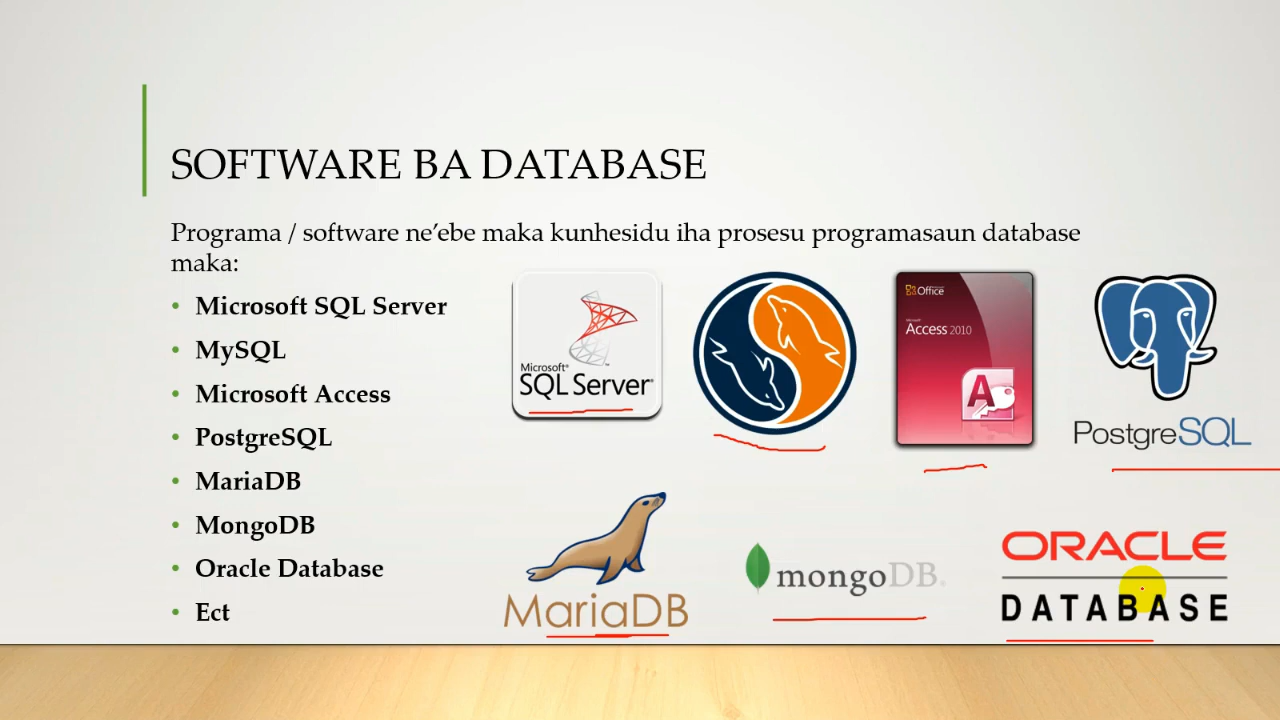 SOFTWARE BA DATABASE
Programa / software ne’ebe maka kunhesidu iha prosesu programasaun database
maka:
• Microsoft SQL Server
• MySQL
• Microsoft Access
• PostgreSQL
• MariaDB
• MongoDB
• Oracle Database
• Ect
Microsoft®
SQL Server®
Office
Microsoft®
Access 2010
A
PostgreSQL
MariaDB
mongoDB®
ORACLE
DATABASE